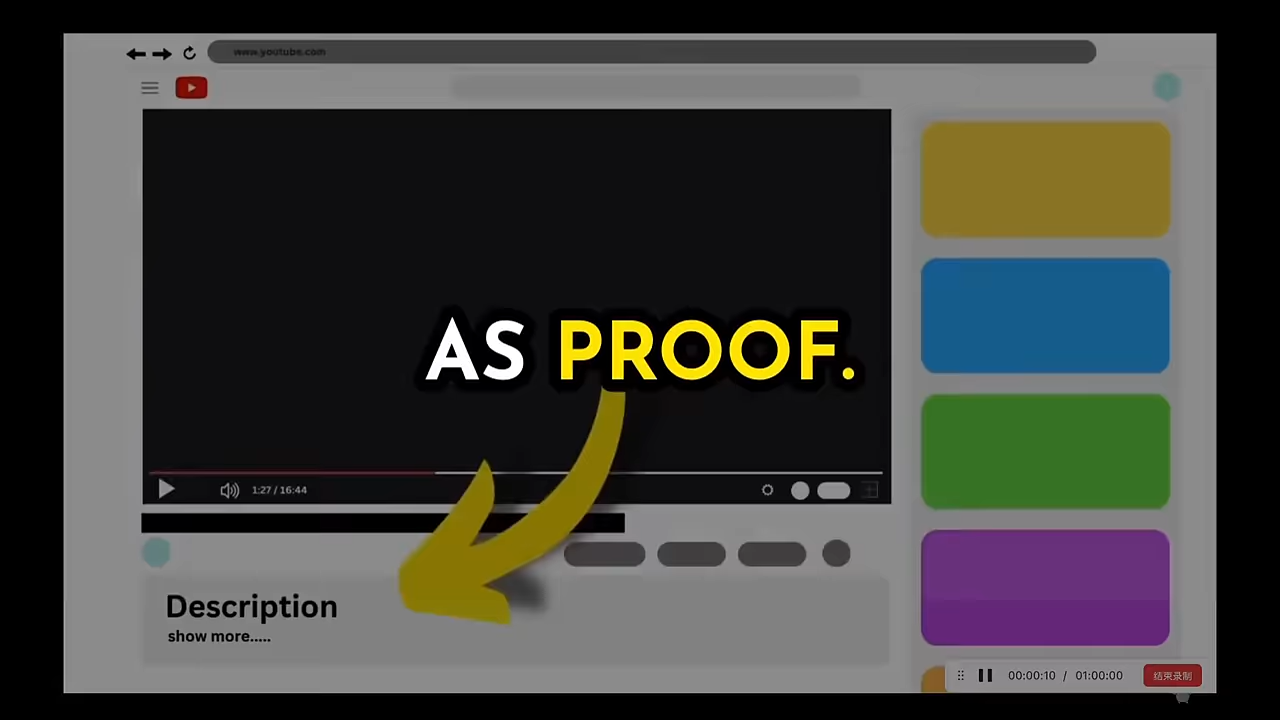 www.youtube.com
AS PROOF.
1:27 / 16:44
Description
show more.....
00:00:10 / 01:00:00
结束录制